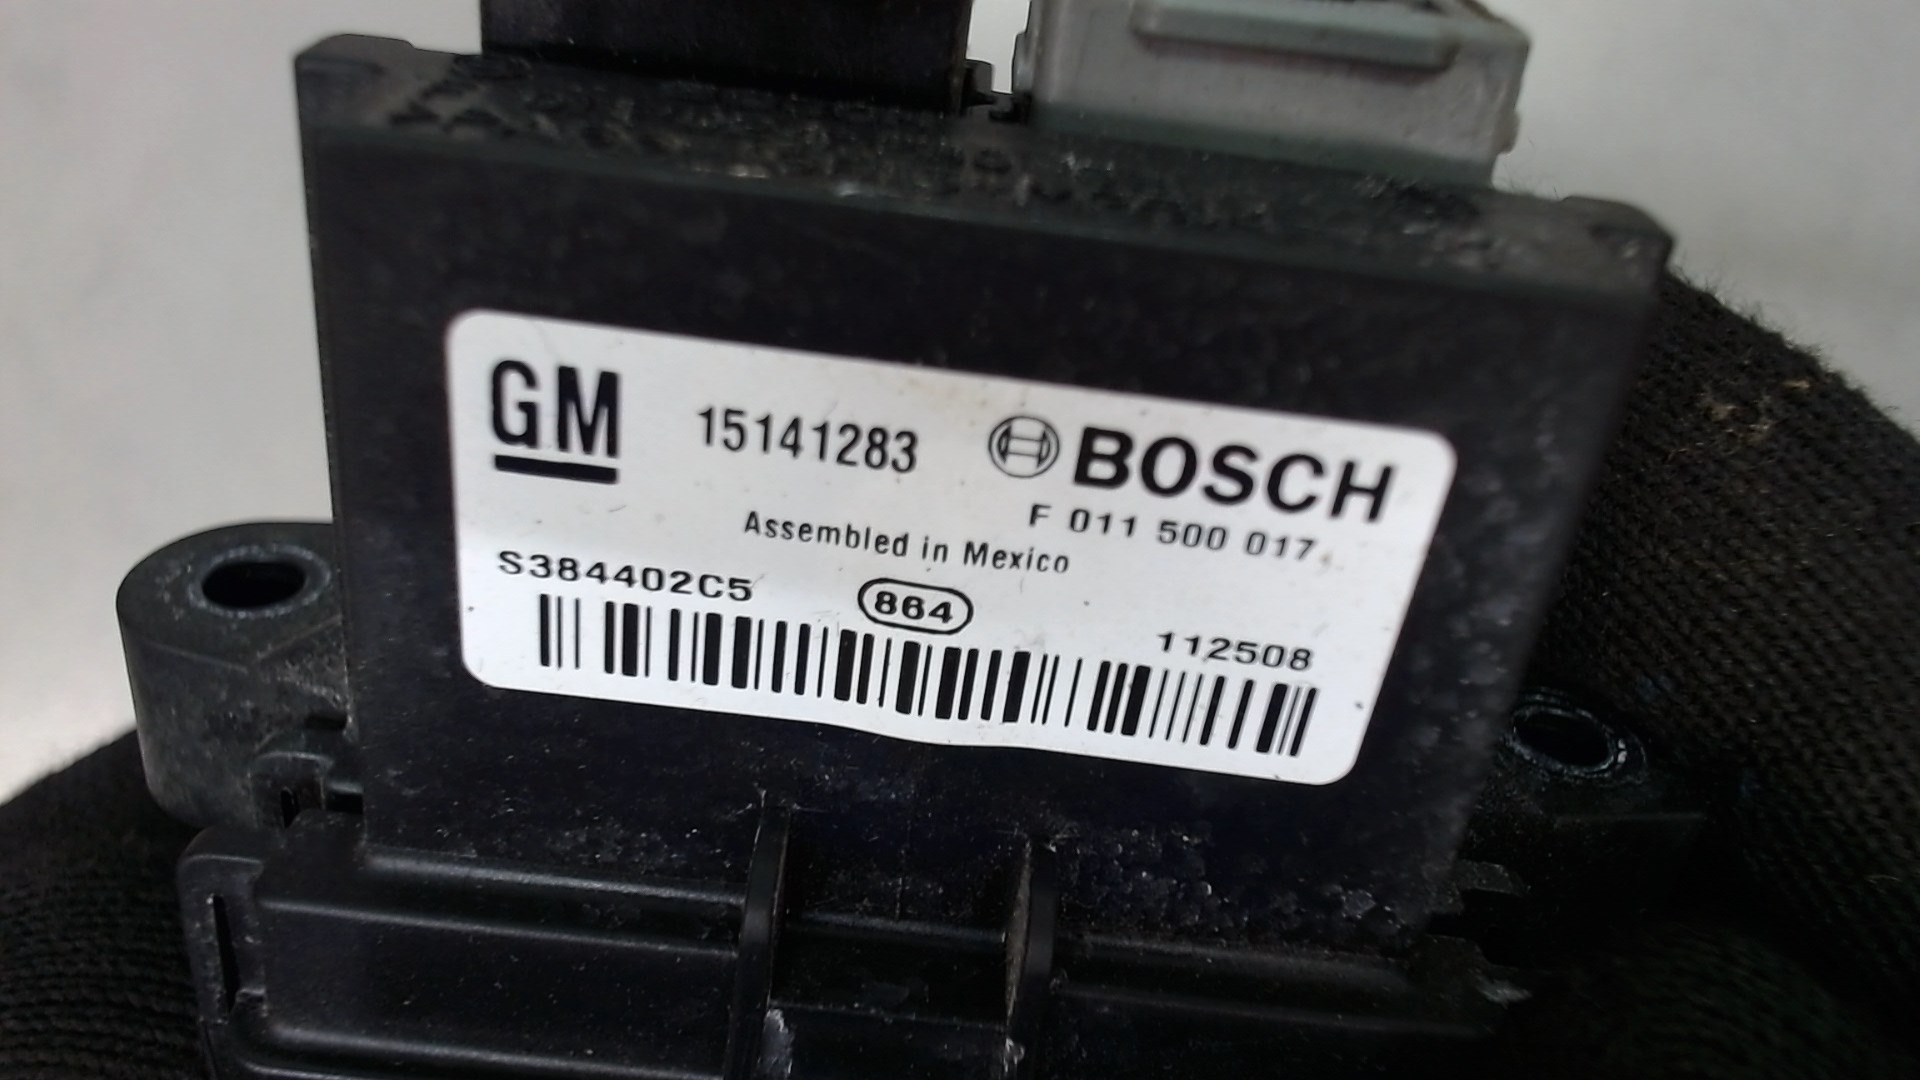 GM 15141283 BOSCH
F 011 500 017
Assembled in Mexico
S384402C5 864 112508